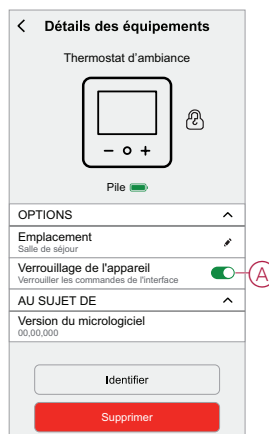 Détails des équipements
Thermostat d'ambiance
Pile
OPTIONS
Emplacement
Salle de séjour
Verrouillage de l'appareil
Verrouiller les commandes de l'interface
A
AU SUJET DE
Version du micrologiciel
00,00,000
Identifier
Supprimer